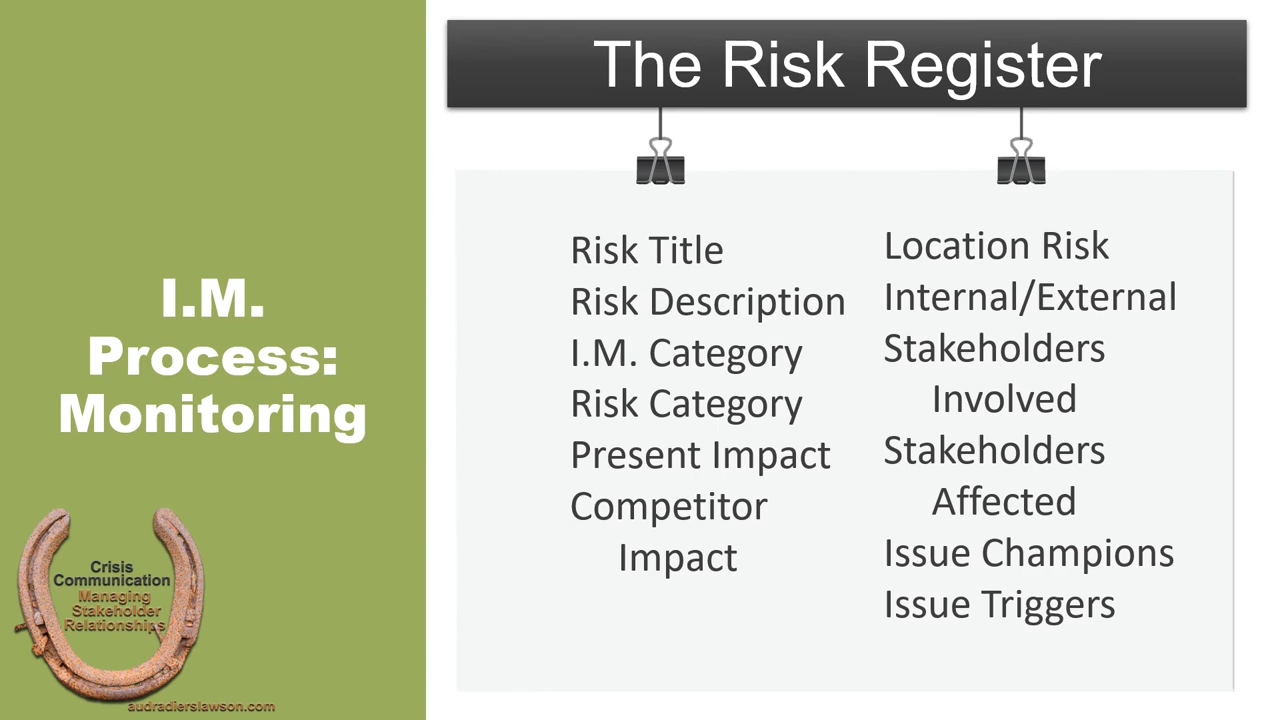 The Risk Register
I.M.
Process:
Monitoring
Risk Title
Risk Description
I.M. Category
Risk Category
Present Impact
Competitor
Impact
Location Risk
Internal/External
Stakeholders
Involved
Stakeholders
Affected
Issue Champions
Issue Triggers
Crisis
Communication
Managing
Stakeholder
Relationships
audradierslawson.com